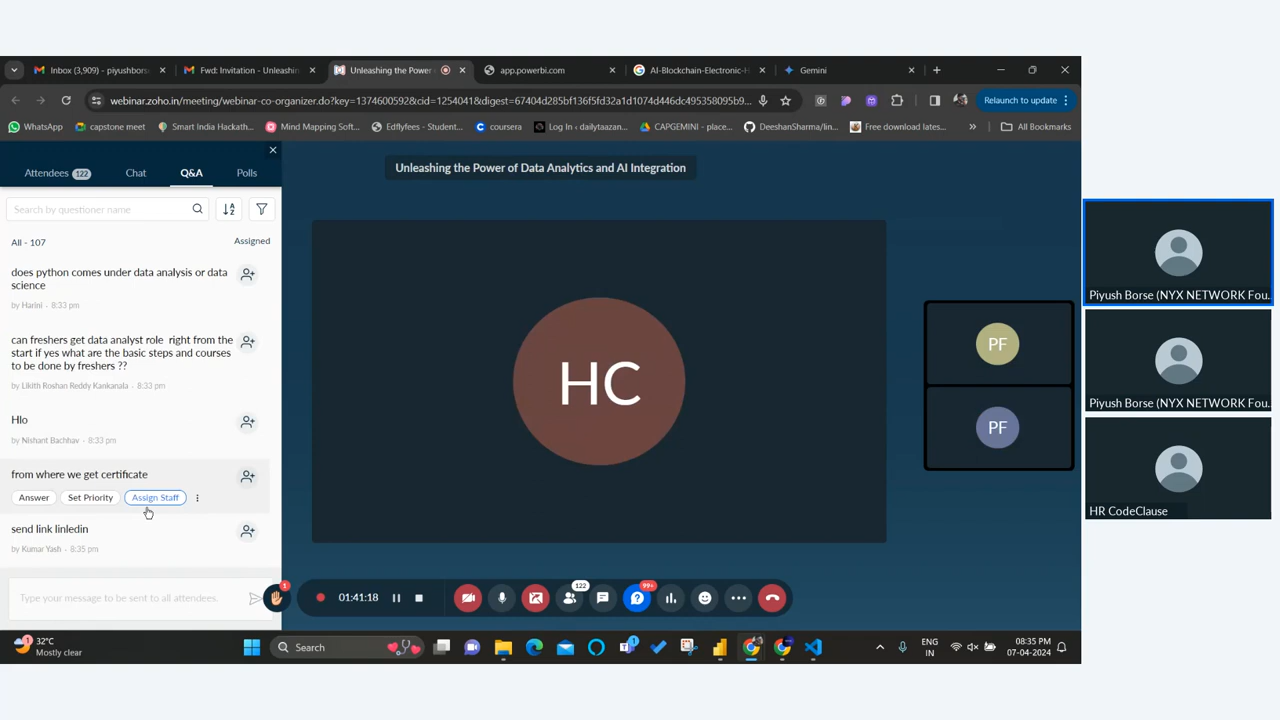 Inbox (3,909) - piyushbors
Fwd: Invitation - Unleashin
Unleashing the Power
app.powerbi.com
AI-Blockchain-Electronic-H
Gemini
webinar.zoho.in/meeting/webinar-co-organizer.do?key=1374600592&cid=1254041&digest=67404d285bf136f5fd32a1d1074d446dc495358095b9...
Relaunch to update
WhatsApp
capstone meet
Smart India Hackath...
Mind Mapping Soft...
Edflyfees - Student...
coursera
Log In ‹ dailytaazan...
CAPGEMINI - place...
DeeshanSharma/lin...
Free download lates...
»
All Bookmarks
Attendees 122
Chat
Q&A
Polls
Unleashing the Power of Data Analytics and AI Integration
Search by questioner name
All - 107
Assigned
does python comes under data analysis or data
science
by Harini · 8:33 pm
can freshers get data analyst role right from the
start if yes what are the basic steps and courses
to be done by freshers ??
by Likith Roshan Reddy Kankanala · 8:33 pm
Hlo
by Nishant Bachhav · 8:33 pm
from where we get certificate
Answer
Set Priority
Assign Staff
send link linledin
by Kumar Yash · 8:35 pm
Type your message to be sent to all attendees.
HC
PF
PF
Piyush Borse (NYX NETWORK Fou...
Piyush Borse (NYX NETWORK Fou...
HR CodeClause
1
01:41:18
122
99+
1
32°C
Mostly clear
Search
1
ENG
IN
08:35 PM
07-04-2024